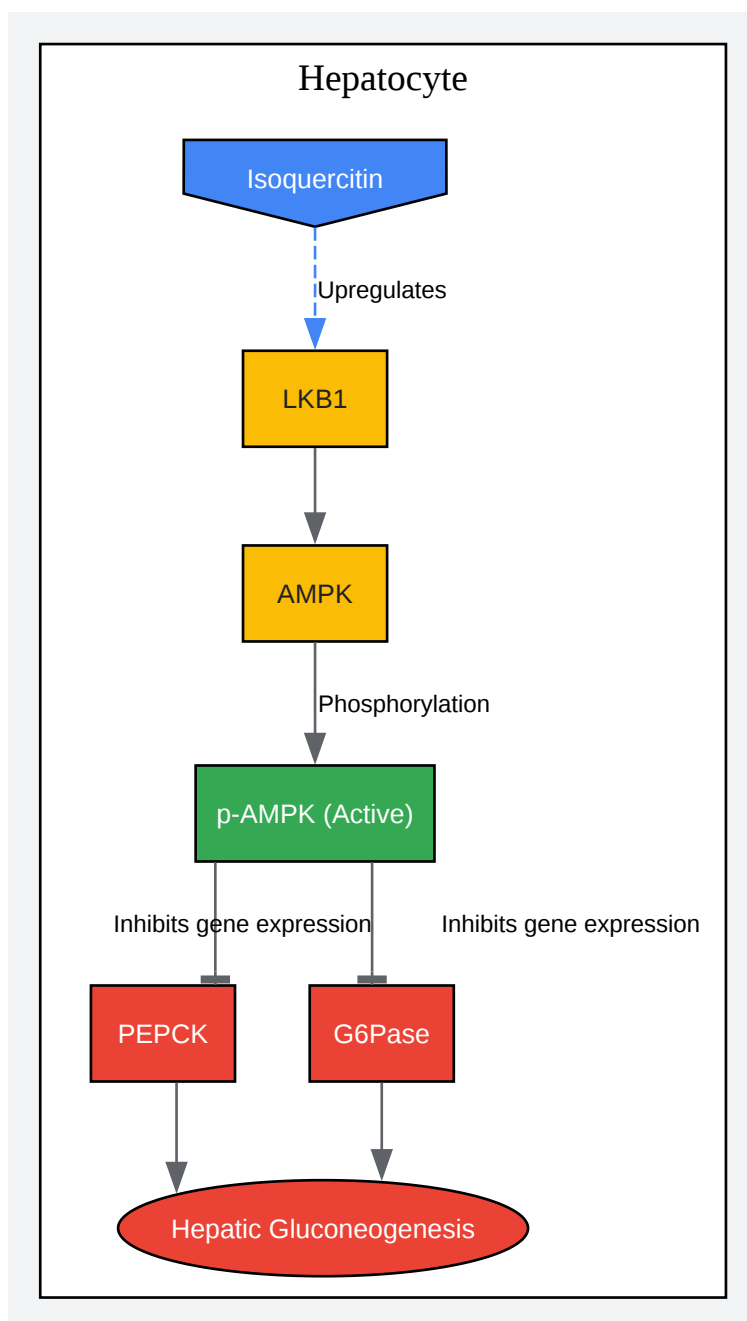 Hepatocyte
Isoquercitin
Upregulates
LKB1
AMPK
Phosphorylation
p-AMPK (Active)
Inhibits gene expression
Inhibits gene expression
PEPCK
G6Pase
Hepatic Gluconeogenesis